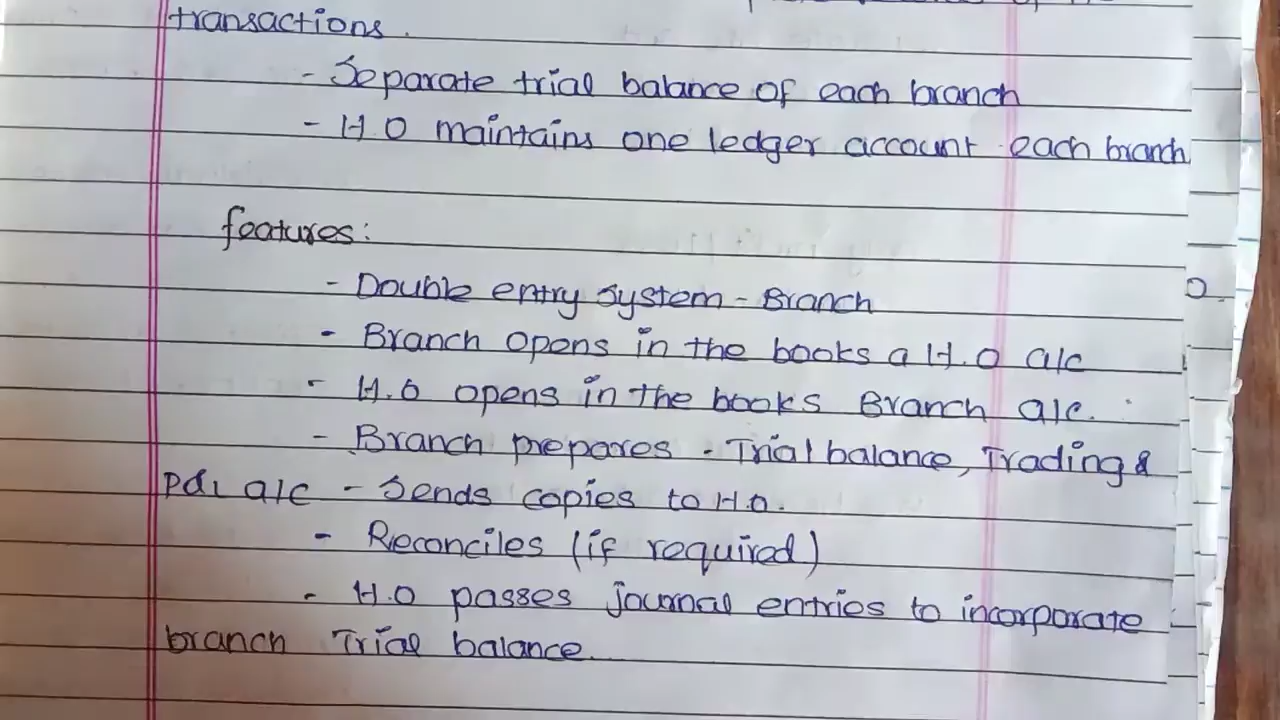 transactions.
- Separate trial balance of each branch
- H.O maintains one ledger account each branch
features:
- Double entry system - Branch
- Branch opens in the books a H.O a/c
- H.O opens in the books Branch a/c.
- Branch prepares - Trial balance, Trading &
P&L a/c - Sends copies to H.O.
- Reconciles (if required)
- H.O passes journal entries to incorporate
branch Trial balance.